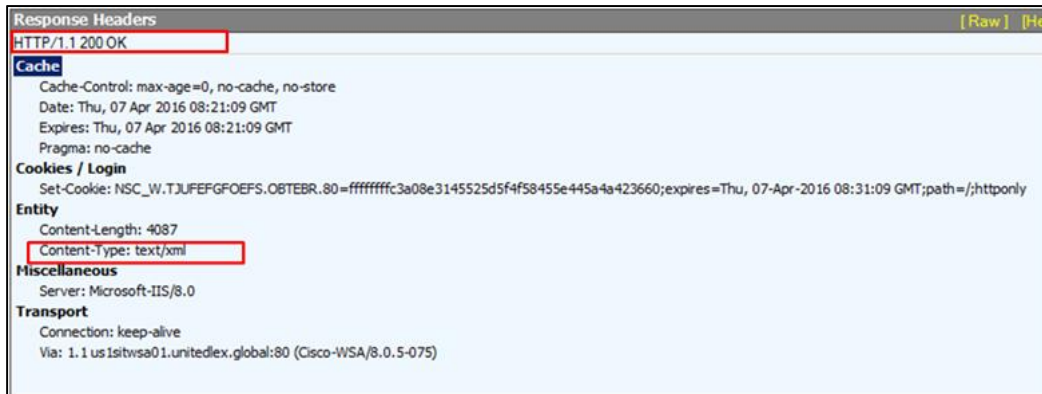 Response Headers [Raw] [He
HTTP/1.1 200 OK
Cache
Cache-Control: max-age=0, no-cache, no-store
Date: Thu, 07 Apr 2016 08:21:09 GMT
Expires: Thu, 07 Apr 2016 08:21:09 GMT
Pragma: no-cache
Cookies / Login
Set-Cookie: NSC_W.TJUFEFGFOEFS.OBTEBR.80=ffffffffc3a08e3145525d5f4f58455e445a4a423660;expires=Thu, 07-Apr-2016 08:31:09 GMT;path=/;httponly
Entity
Content-Length: 4087
Content-Type: text/xml
Miscellaneous
Server: Microsoft-IIS/8.0
Transport
Connection: keep-alive
Via: 1.1 us1sitwsa01.unitedlex.global:80 (Cisco-WSA/8.0.5-075)